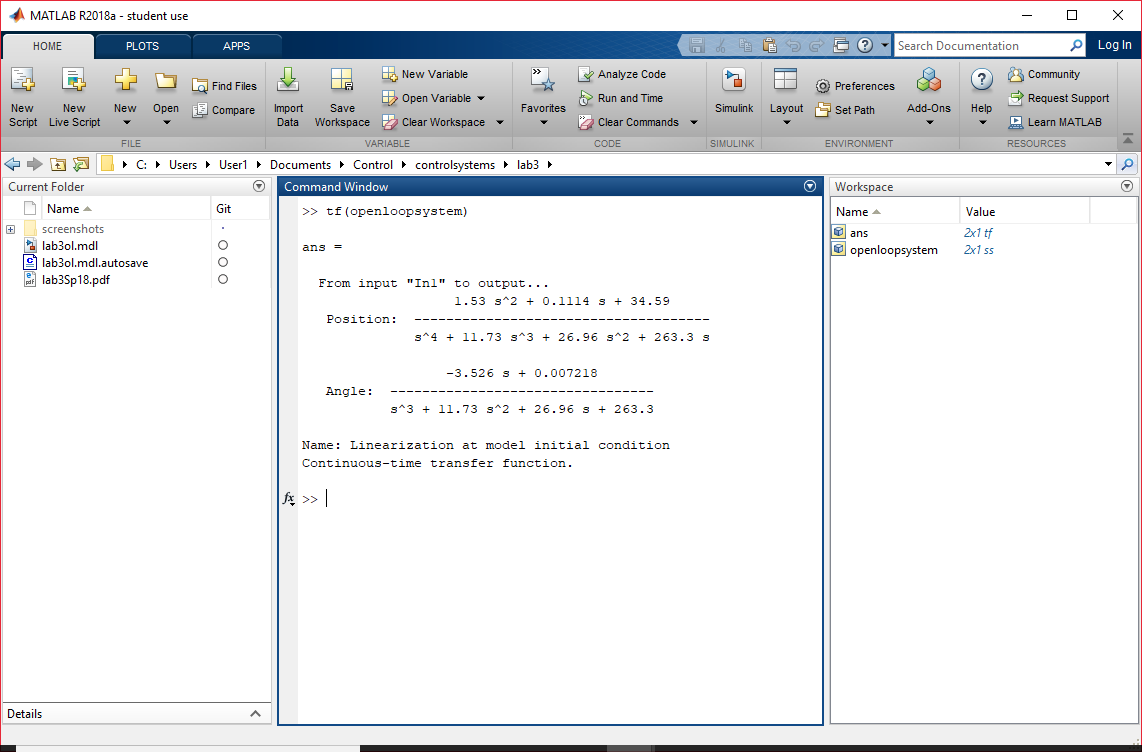 MATLAB R2018a - student use
HOME PLOTS APPS
Search Documentation
Log In
New Script
New Live Script
New
Open
Find Files
Compare
Import Data
Save Workspace
New Variable
Open Variable
Clear Workspace
Favorites
Analyze Code
Run and Time
Clear Commands
Simulink
Layout
Preferences
Set Path
Add-Ons
Help
Community
Request Support
Learn MATLAB
FILE VARIABLE CODE SIMULINK ENVIRONMENT RESOURCES
C: Users User1 Documents Control controlsystems lab3
Current Folder
Name Git
screenshots
lab3ol.mdl
lab3ol.mdl.autosave
lab3Sp18.pdf
Details
Command Window
>> tf(openloopsystem)
ans =
From input "In1" to output...
1.53 s^2 + 0.1114 s + 34.59
Position: -------------------------------------
s^4 + 11.73 s^3 + 26.96 s^2 + 263.3 s
-3.526 s + 0.007218
Angle: ---------------------------------
s^3 + 11.73 s^2 + 26.96 s + 263.3
Name: Linearization at model initial condition
Continuous-time transfer function.
fx >>
Workspace
Name Value
ans 2x1 tf
openloopsystem 2x1 ss